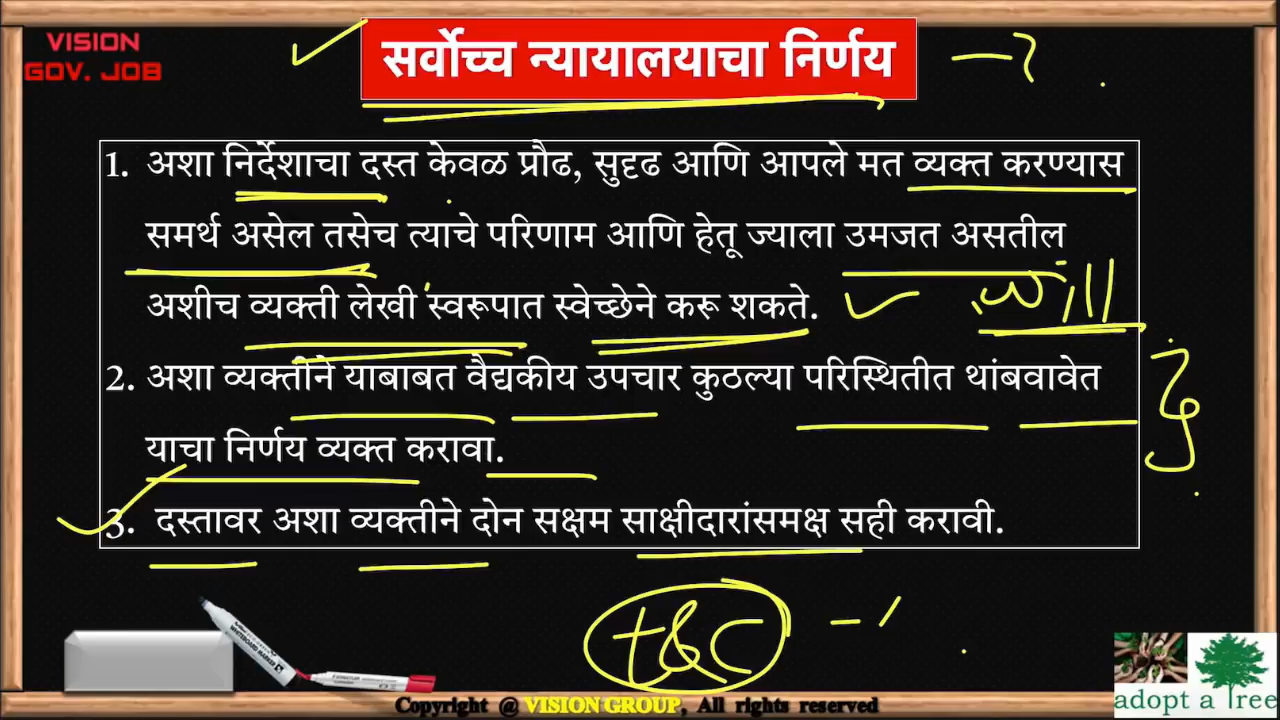 VISION
GOV. JOB
सर्वोच्च न्यायालयाचा निर्णय
1. अशा निर्देशाचा दस्त केवळ प्रौढ, सुदृढ आणि आपले मत व्यक्त करण्यास
समर्थ असेल तसेच त्याचे परिणाम आणि हेतू ज्याला उमजत असतील
अशीच व्यक्ती लेखी स्वरूपात स्वेच्छेने करू शकते.
will
2. अशा व्यक्तीने याबाबत वैद्यकीय उपचार कुठल्या परिस्थितीत थांबवावेत
याचा निर्णय व्यक्त करावा.
3. दस्तावर अशा व्यक्तीने दोन सक्षम साक्षीदारांसमक्ष सही करावी.
t&c
adopt a Tree
Copyright @ VISION GROUP, All rights reserved